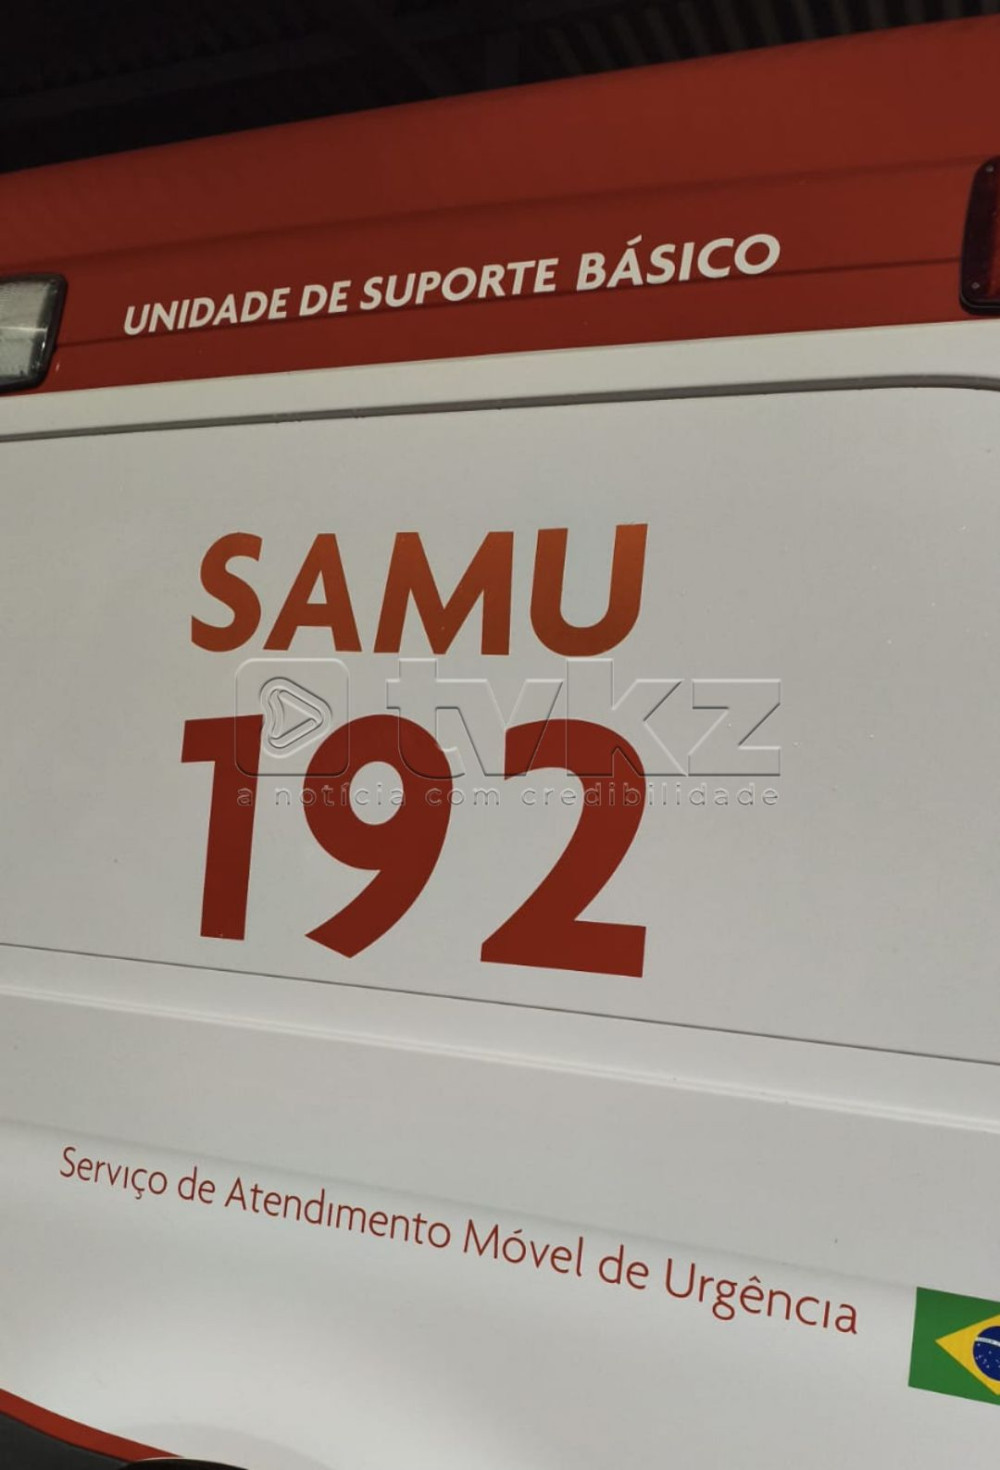 UNIDADE DE SUPORTE BÁSICO
SAMU
tvkz
192
a notícia com credibilidade
Serviço de Atendimento Móvel de Urgência